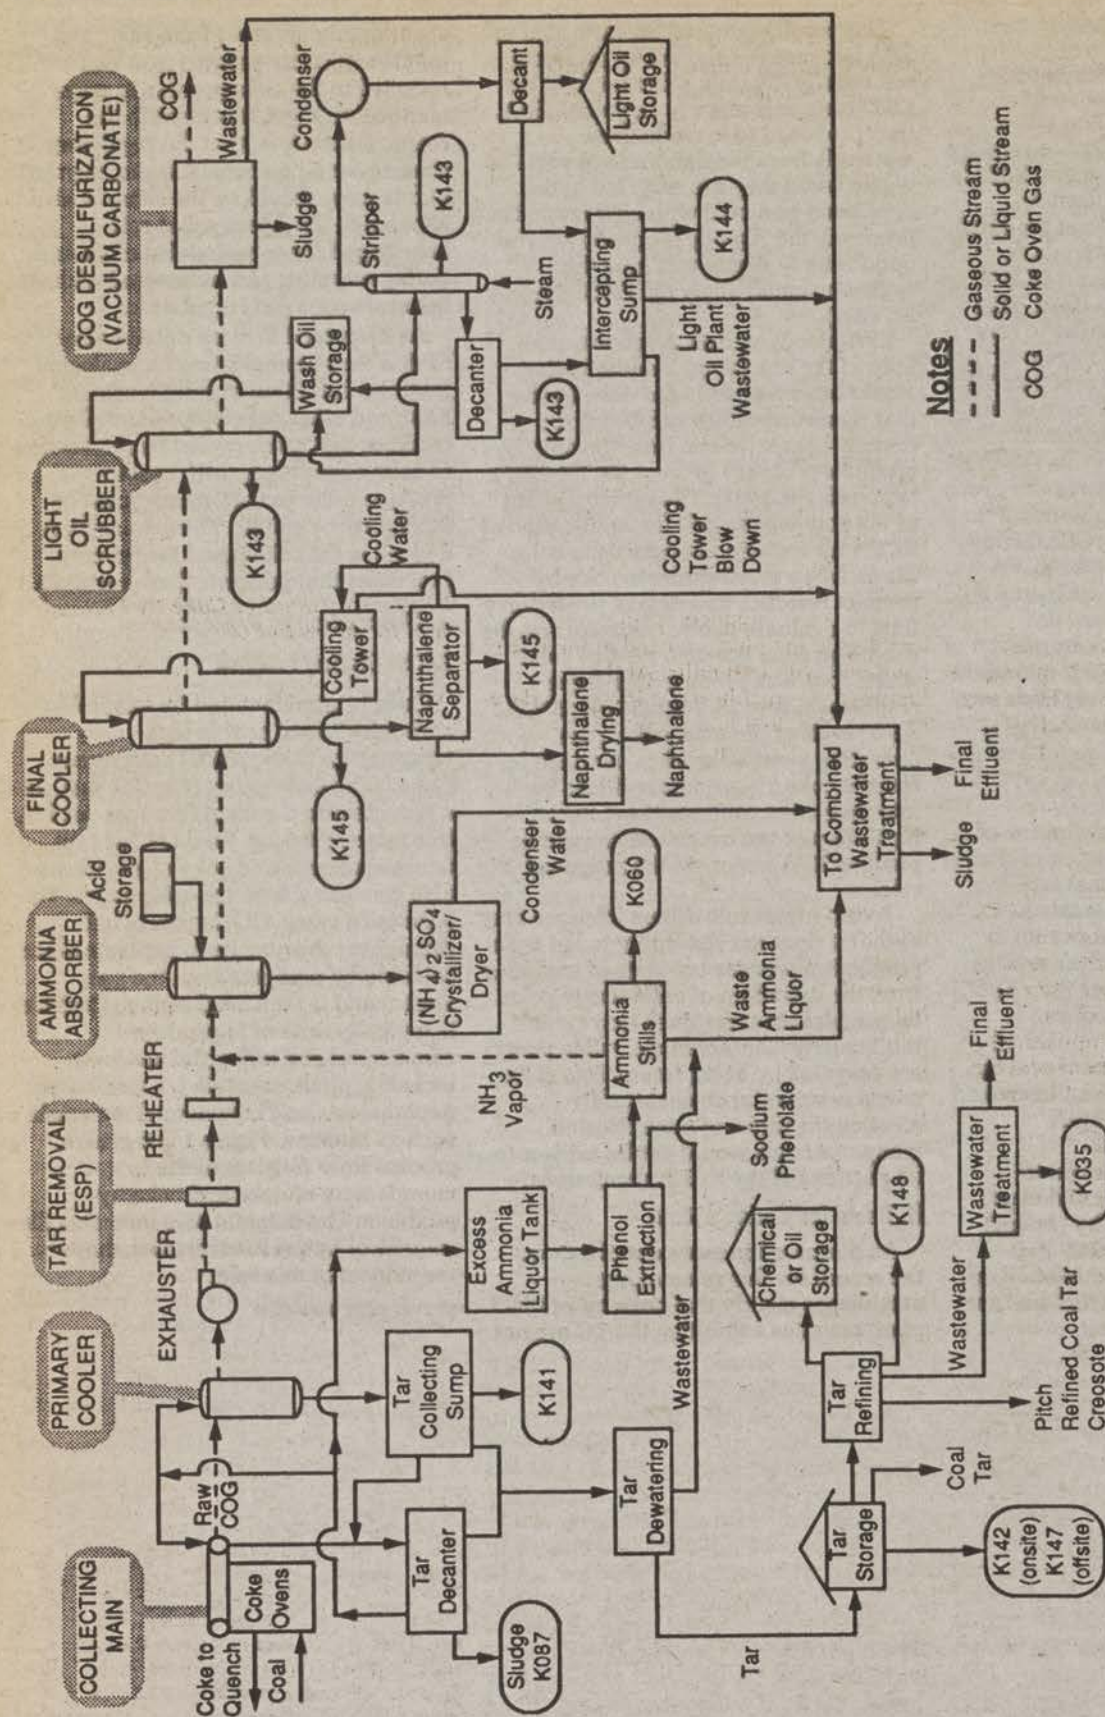 COLLECTING
MAIN
PRIMARY
COOLER
TAR REMOVAL
(ESP)
AMMONIA
ABSORBER
FINAL
COOLER
LIGHT
OIL
SCRUBBER
COG DESULFURIZATION
(VACUUM CARBONATE)
Coke to
Quench
Coal
Coke
Ovens
Raw
COG
EXHAUSTER
REHEATER
Acid
Storage
K143
COG
Wastewater
Sludge
Condenser
Stripper
K143
Steam
Wash Oil
Storage
Decanter
K143
Decant
Light Oil
Storage
Intercepting
Sump
K144
Light
Oil Plant
Wastewater
Tar
Decanter
Sludge
K087
Tar
Collecting
Sump
K141
Excess
Ammonia
Liquor Tank
NH3
Vapor
(NH4)2SO4
Crystallizer/
Dryer
Condenser
Water
K145
Cooling
Tower
Cooling
Water
Naphthalene
Separator
K145
Naphthalene
Drying
Naphthalene
Cooling
Tower
Blow
Down
Tar
Dewatering
Wastewater
Phenol
Extraction
Sodium
Phenolate
Ammonia
Stills
K060
Waste
Ammonia
Liquor
To Combined
Wastewater
Treatment
Sludge
Final
Effluent
Tar
Tar
Storage
K142
(onsite)
K147
(offsite)
Coal
Tar
Tar
Refining
Chemical
or Oil
Storage
K148
Pitch
Refined Coal Tar
Creosote
Wastewater
Wastewater
Treatment
Final
Effluent
K035
Notes
Gaseous Stream
Solid or Liquid Stream
COG Coke Oven Gas